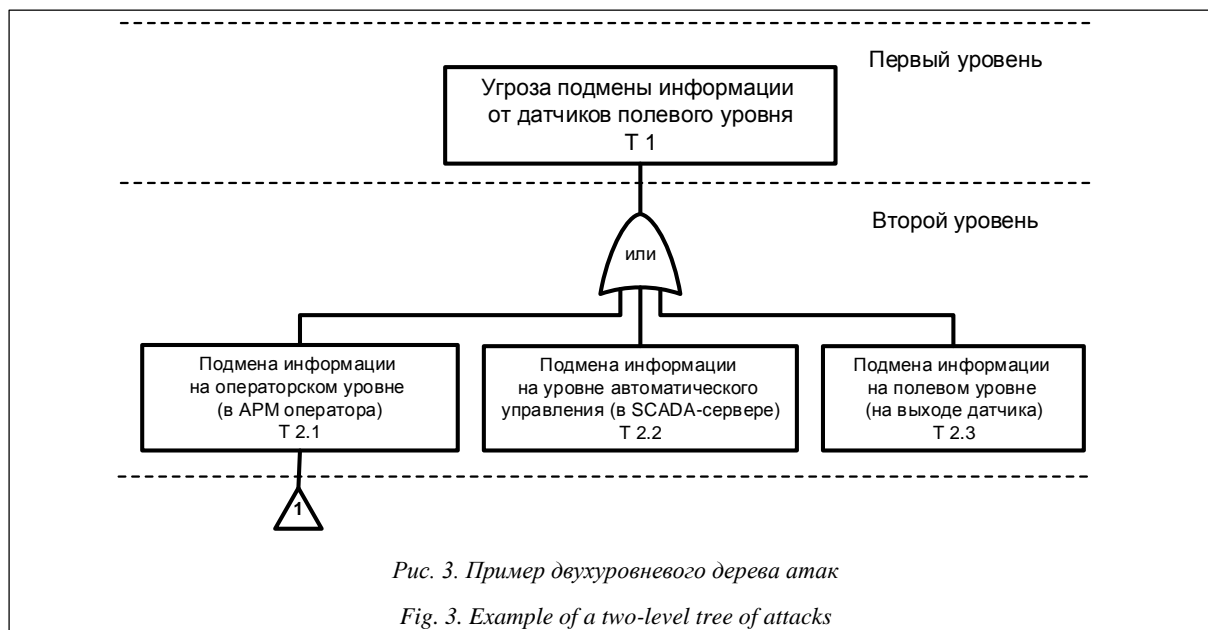 Первый уровень
Угроза подмены информации
от датчиков полевого уровня
Т 1
Второй уровень
или
Подмена информации
на операторском уровне
(в АРМ оператора)
Т 2.1
Подмена информации
на уровне автоматического
управления (в SCADA-сервере)
Т 2.2
Подмена информации
на полевом уровне
(на выходе датчика)
Т 2.3
1
Рис. 3. Пример двухуровневого дерева атак
Fig. 3. Example of a two-level tree of attacks